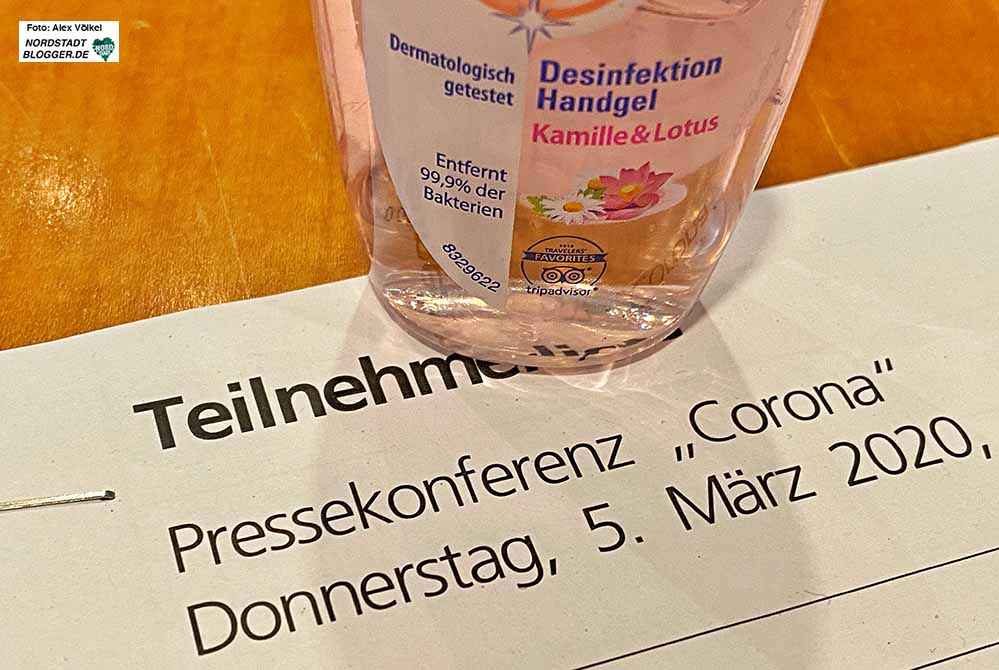 Foto: Alex Völkel
NORDSTADT
BLOGGER.DE
Dermatologisch
getestet
Desinfektion
Handgel
Kamille & Lotus
Entfernt
99,9% der
Bakterien
8329622
TRAVELERS'
FAVORITES
tripadvisor
Pressekonferenz „Corona“
Donnerstag, 5. März 2020,